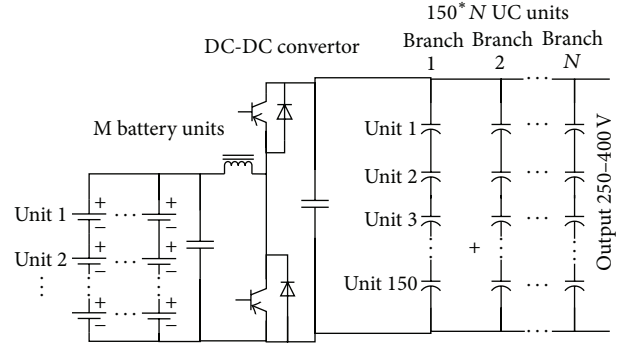 150* N UC units
DC-DC convertor
Branch Branch Branch
1 2 ··· N
M battery units
Unit 1
Unit 2
Unit 3
Unit 150
Unit 1
Unit 2
+ + 
− −
+ +
− −
+ +
− −
+
Output 250–400 V